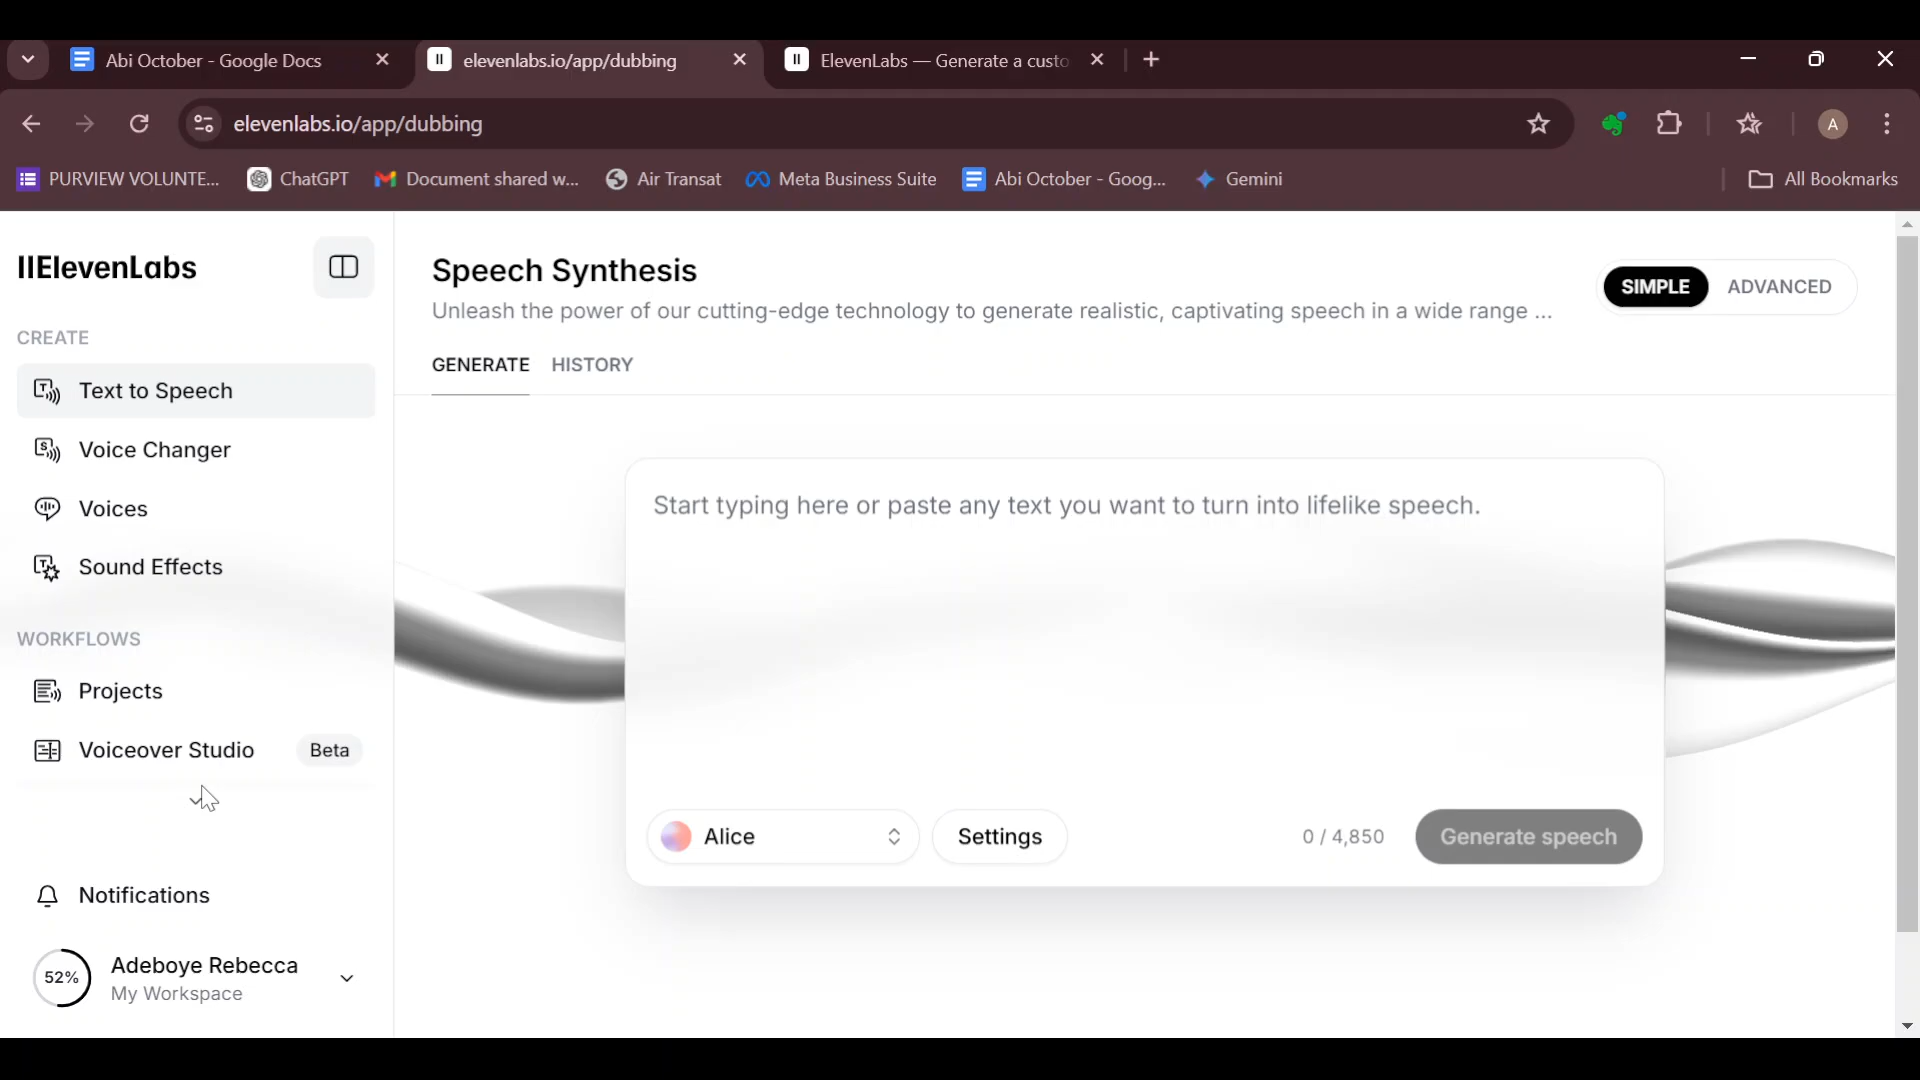 Abi October - Google Docs
elevenlabs.io/app/dubbing
ElevenLabs — Generate a custo
elevenlabs.io/app/dubbing
A
PURVIEW VOLUNTE...
ChatGPT
Document shared w...
Air Transat
Meta Business Suite
Abi October - Goog...
Gemini
All Bookmarks
IIElevenLabs
CREATE
Text to Speech
Voice Changer
Voices
Sound Effects
WORKFLOWS
Projects
Voiceover Studio Beta
Notifications
52%
Adeboye Rebecca
My Workspace
Speech Synthesis
Unleash the power of our cutting-edge technology to generate realistic, captivating speech in a wide range ...
SIMPLE ADVANCED
GENERATE HISTORY
Start typing here or paste any text you want to turn into lifelike speech.
Alice
Settings
0 / 4,850
Generate speech